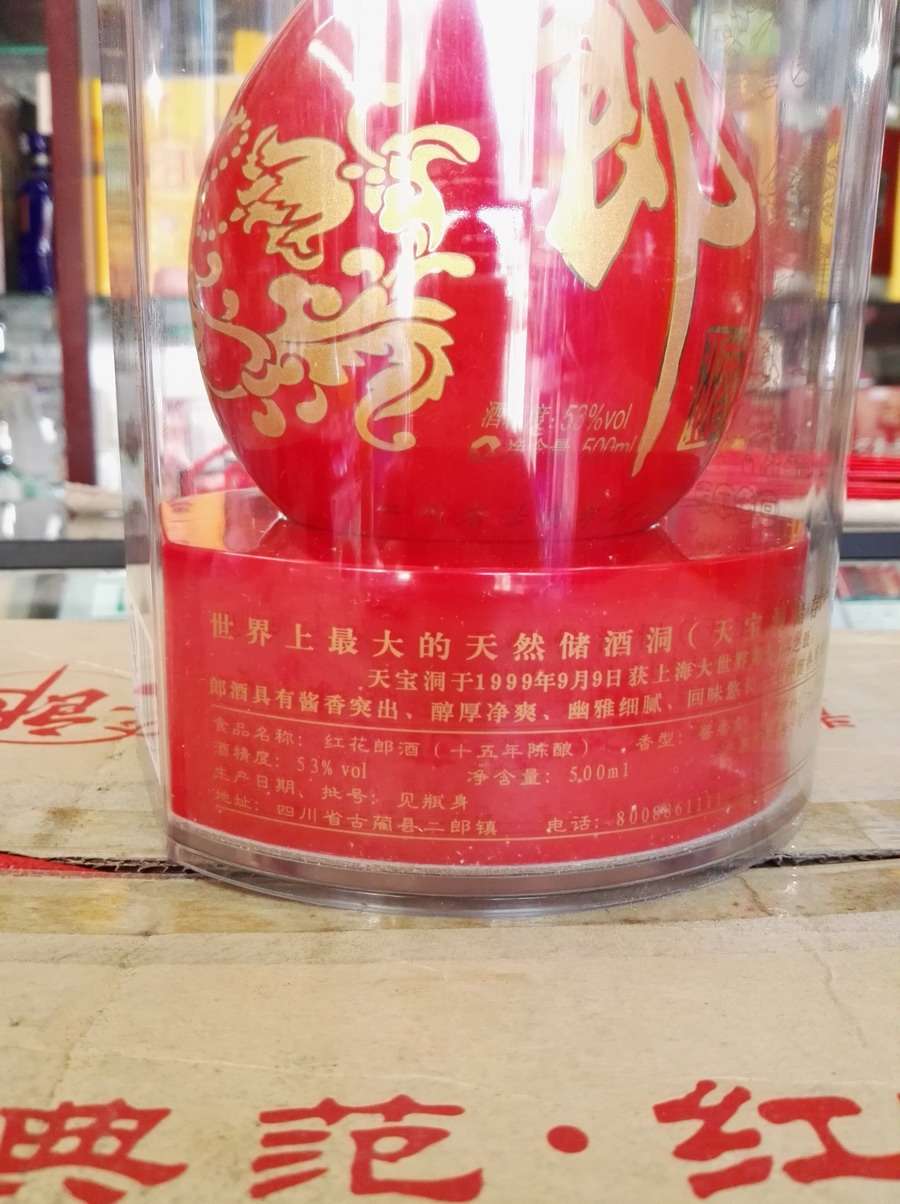 郎
酒精度：53%vol
净含量：500ml
世界上最大的天然储酒洞（天宝
天宝洞于1999年9月9日获上海大世界
郎酒具有酱香突出、醇厚净爽、幽雅细腻、回味悠长
食品名称：红花郎酒（十五年陈酿） 香型：酱香
酒精度：53% vol 净含量：500ml
生产日期、批号：见瓶身
地址：四川省古蔺县二郎镇 电话：8008861111
郎
典范·红